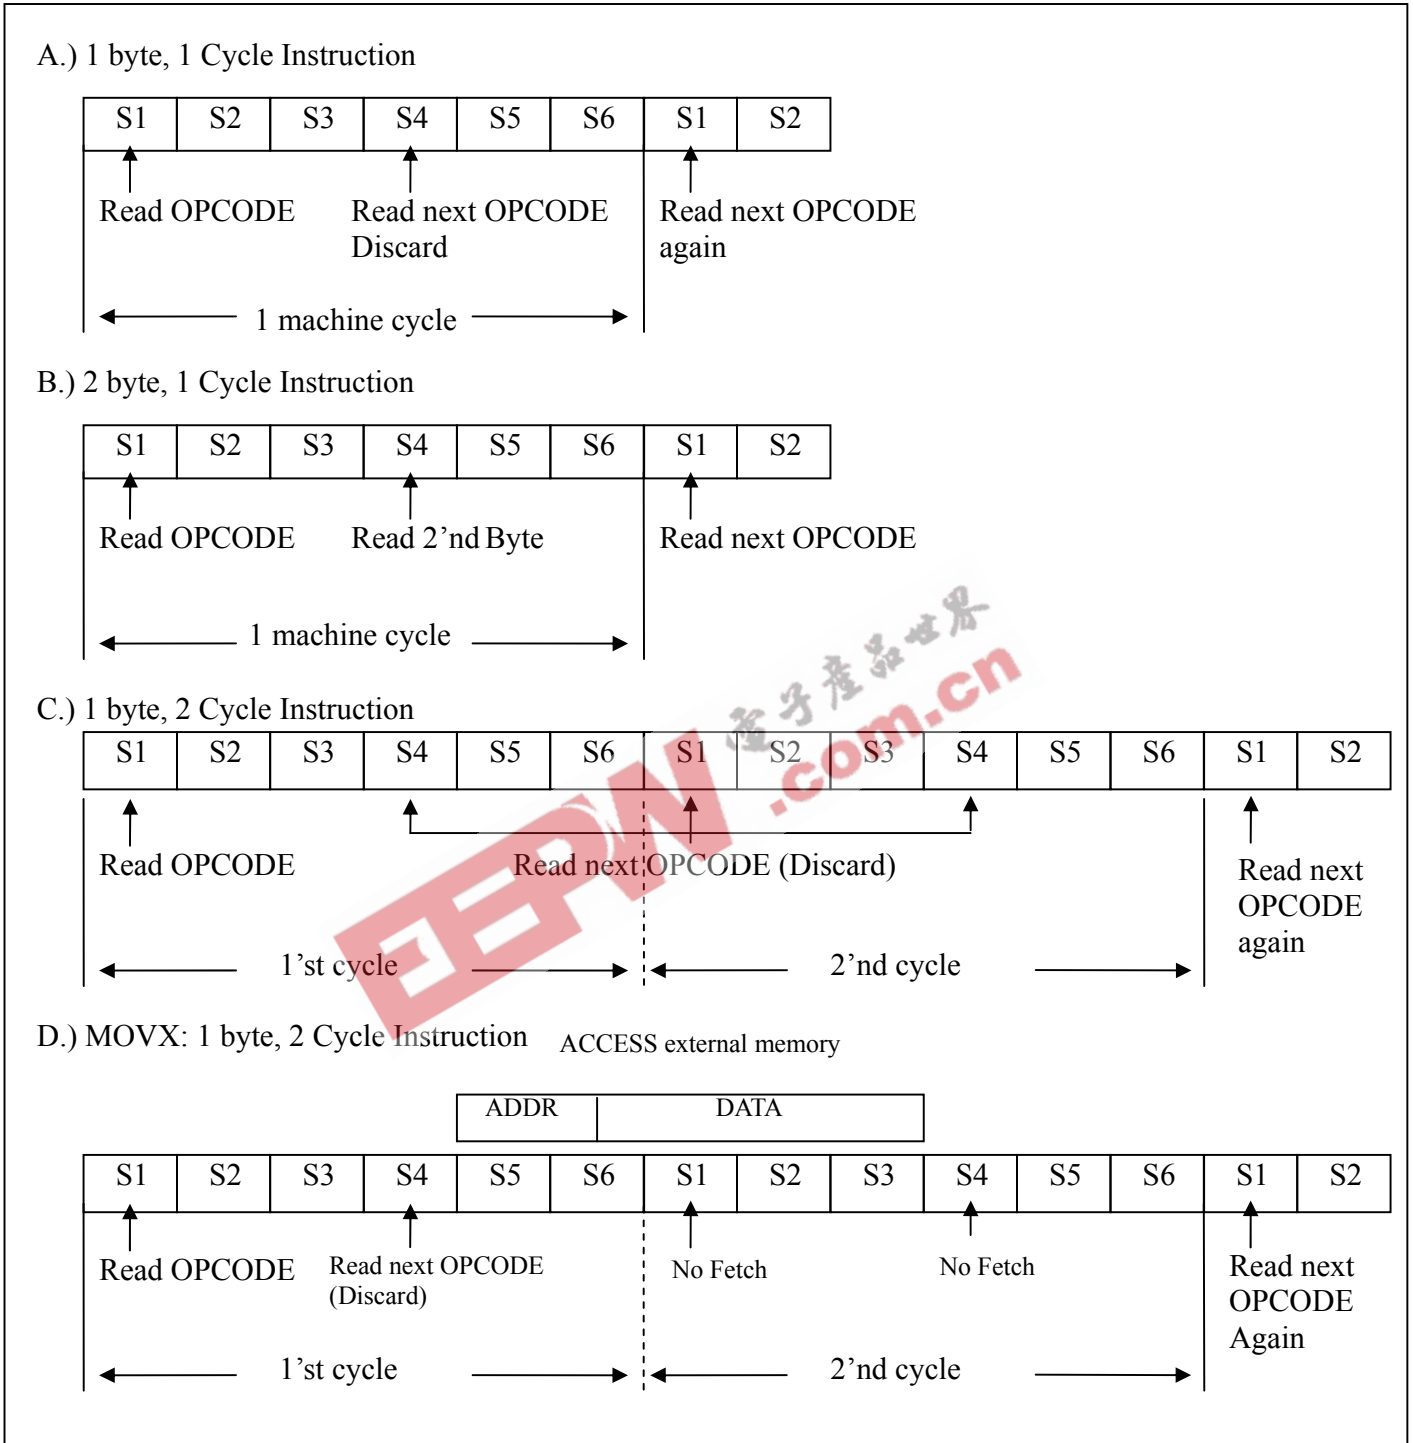 A.) 1 byte, 1 Cycle Instruction
S1 S2 S3 S4 S5 S6 S1 S2
Read OPCODE Read next OPCODE Read next OPCODE
Discard again
1 machine cycle
B.) 2 byte, 1 Cycle Instruction
S1 S2 S3 S4 S5 S6 S1 S2
Read OPCODE Read 2’nd Byte Read next OPCODE
1 machine cycle
電子產品世界
EEPW .com.cn
C.) 1 byte, 2 Cycle Instruction
S1 S2 S3 S4 S5 S6 S1 S2 S3 S4 S5 S6 S1 S2
Read OPCODE Read next OPCODE (Discard) Read next
OPCODE
again
1’st cycle 2’nd cycle
D.) MOVX: 1 byte, 2 Cycle Instruction ACCESS external memory
ADDR DATA
S1 S2 S3 S4 S5 S6 S1 S2 S3 S4 S5 S6 S1 S2
Read OPCODE Read next OPCODE No Fetch No Fetch Read next
(Discard) OPCODE
Again
1’st cycle 2’nd cycle